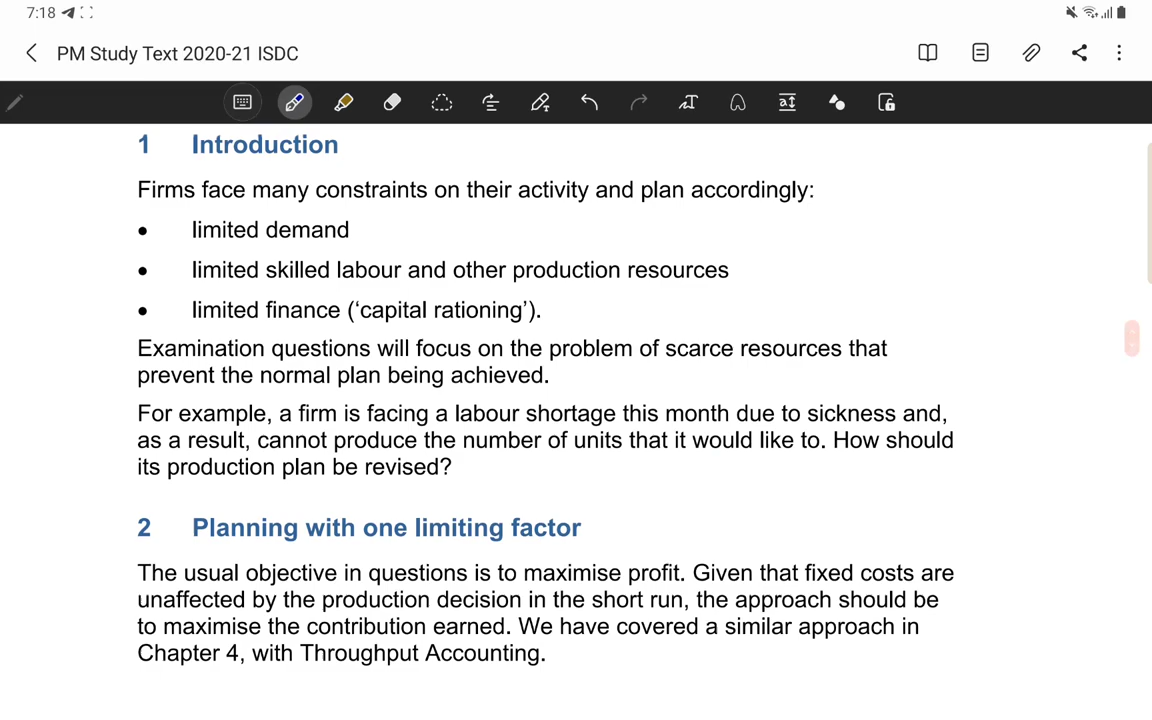 7:18
PM Study Text 2020-21 ISDC
1 Introduction
Firms face many constraints on their activity and plan accordingly:
• limited demand
• limited skilled labour and other production resources
• limited finance (‘capital rationing’).
Examination questions will focus on the problem of scarce resources that
prevent the normal plan being achieved.
For example, a firm is facing a labour shortage this month due to sickness and,
as a result, cannot produce the number of units that it would like to. How should
its production plan be revised?
2 Planning with one limiting factor
The usual objective in questions is to maximise profit. Given that fixed costs are
unaffected by the production decision in the short run, the approach should be
to maximise the contribution earned. We have covered a similar approach in
Chapter 4, with Throughput Accounting.